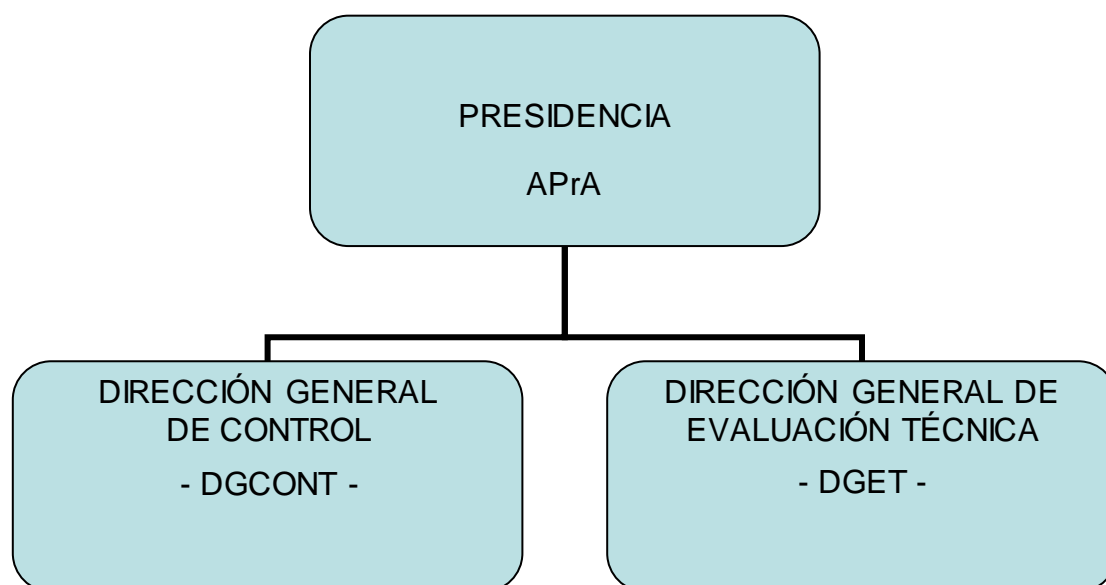 PRESIDENCIA
APrA
DIRECCIÓN GENERAL
DE CONTROL
- DGCONT -
DIRECCIÓN GENERAL DE
EVALUACIÓN TÉCNICA
- DGET -